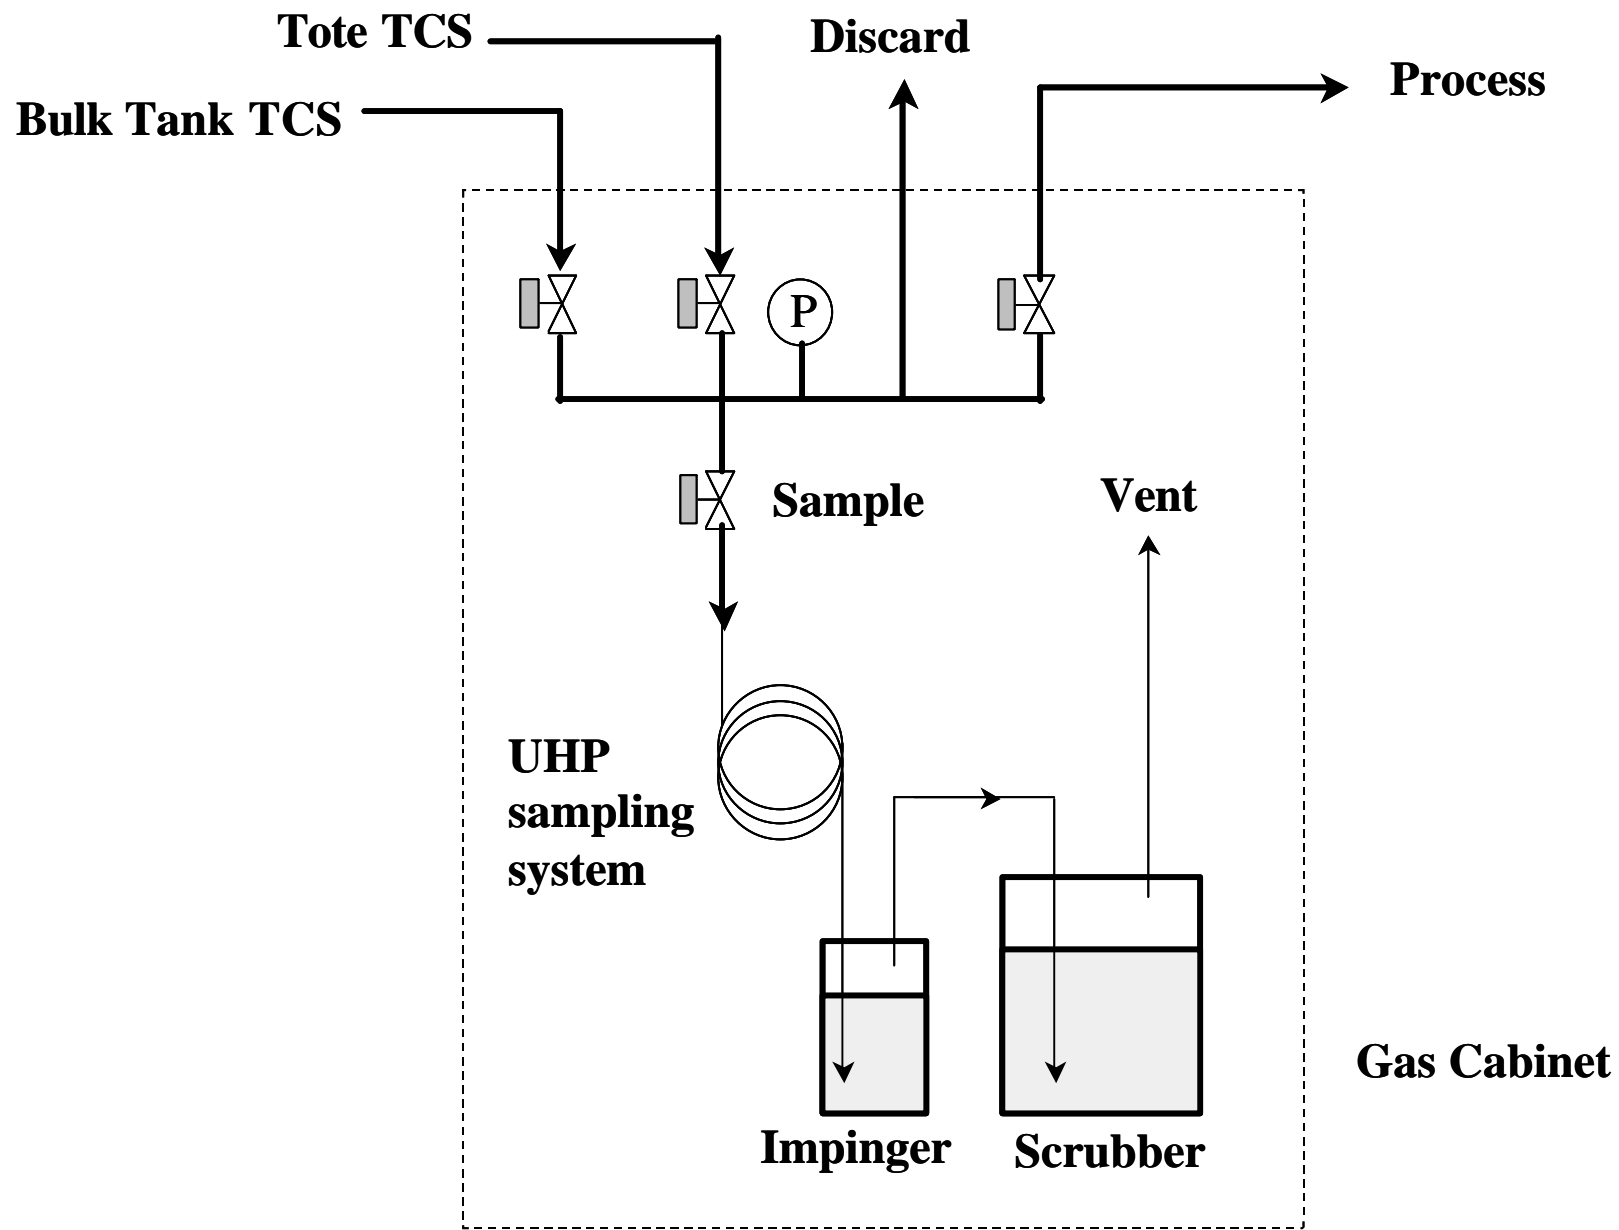 Tote TCS
Discard
Process
Bulk Tank TCS
P
Sample
Vent
UHP
sampling
system
Gas Cabinet
Impinger
Scrubber